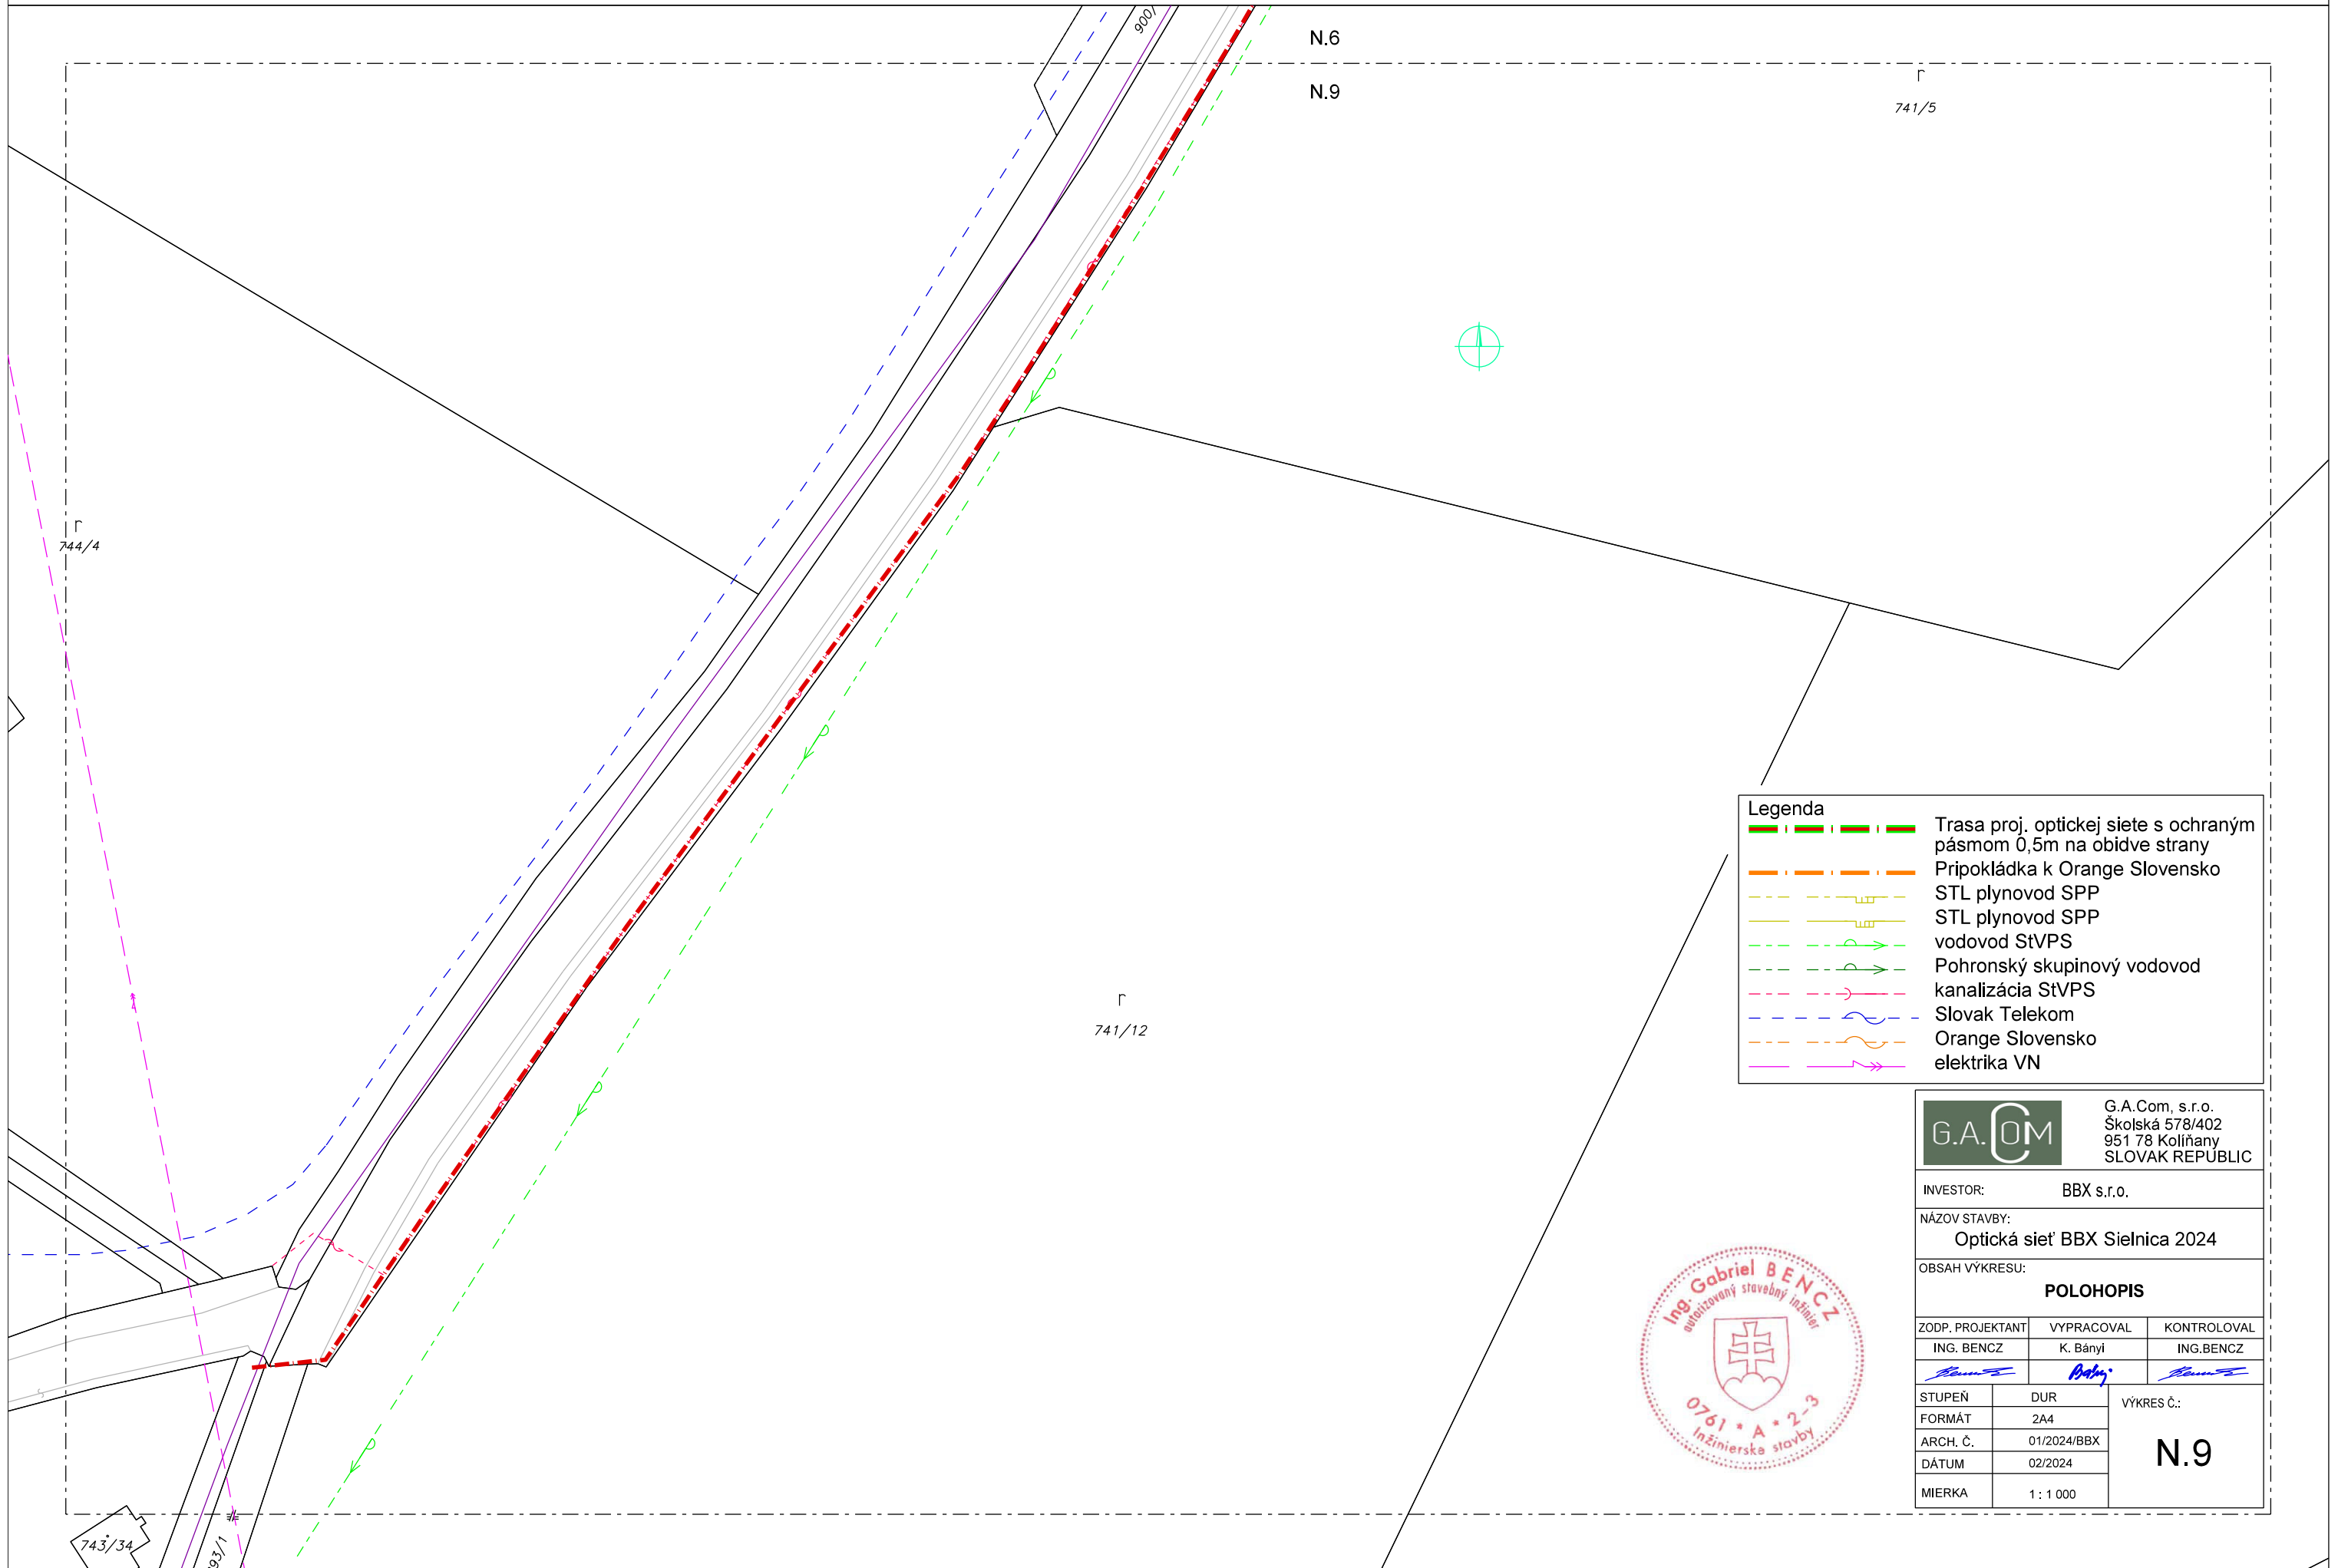 900/
N.6
N.9
r
741/5
r
744/4
r
741/12
Legenda
Trasa proj. optickej siete s ochraným
pásmom 0,5m na obidve strany
Pripokládka k Orange Slovensko
STL plynovod SPP
STL plynovod SPP
vodovod StVPS
Pohronský skupinový vodovod
kanalizácia StVPS
Slovak Telekom
Orange Slovensko
elektrika VN
G.A.COM
G.A.Com, s.r.o.
Školská 578/402
951 78 Kolíňany
SLOVAK REPUBLIC
INVESTOR: BBX s.r.o.
NÁZOV STAVBY:
Optická sieť BBX Sielnica 2024
OBSAH VÝKRESU:
POLOHOPIS
ZODP. PROJEKTANT VYPRACOVAL KONTROLOVAL
ING. BENCZ K. Bányi ING.BENCZ
STUPEŇ DUR
FORMÁT 2A4
ARCH. Č. 01/2024/BBX
DÁTUM 02/2024
MIERKA 1 : 1 000
VÝKRES Č.:
N.9
Ing. Gabriel BENCZ
autorizovaný stavebný inžinier
0761 * A * 2-3
Inžinierske stavby
743/34
93/1